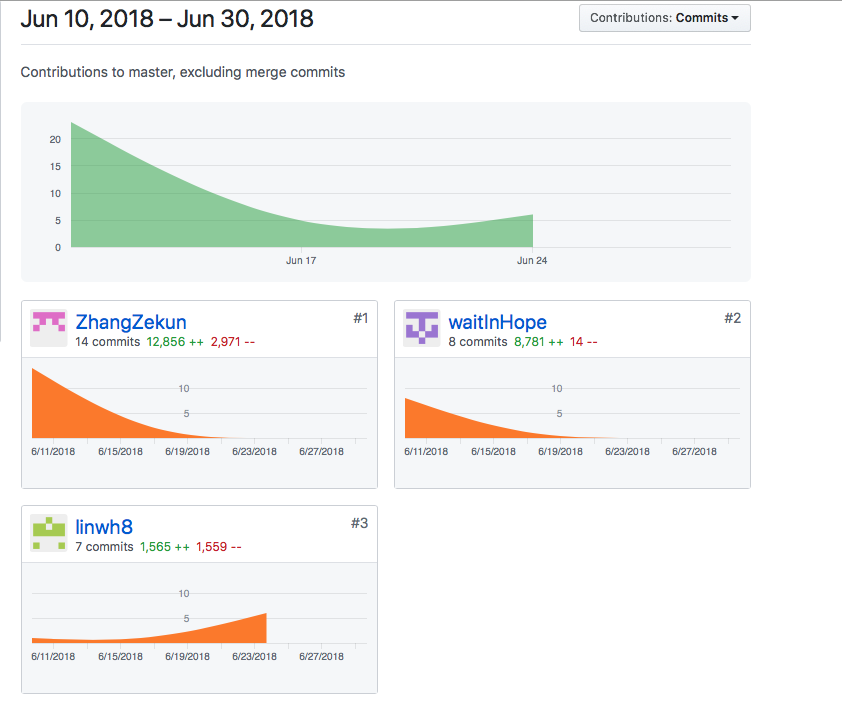 Jun 10, 2018 – Jun 30, 2018
Contributions: Commits
Contributions to master, excluding merge commits
20
15
10
5
0
Jun 17
Jun 24
ZhangZekun
#1
14 commits 12,856 ++ 2,971 --
10
5
6/11/2018 6/15/2018 6/19/2018 6/23/2018 6/27/2018
waitInHope
#2
8 commits 8,781 ++ 14 --
10
5
6/11/2018 6/15/2018 6/19/2018 6/23/2018 6/27/2018
linwh8
#3
7 commits 1,565 ++ 1,559 --
10
5
6/11/2018 6/15/2018 6/19/2018 6/23/2018 6/27/2018